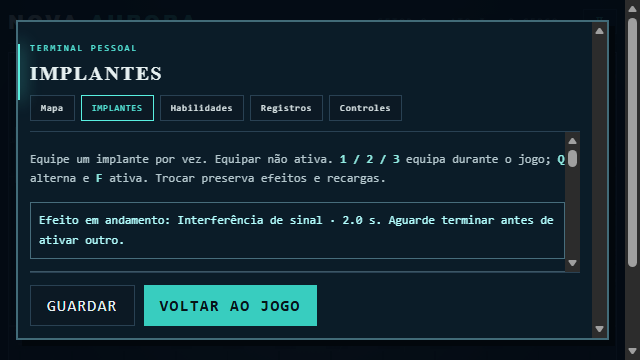 TERMINAL PESSOAL
IMPLANTES
Mapa
IMPLANTES
Habilidades
Registros
Controles
Equipe um implante por vez. Equipar não ativa. 1 / 2 / 3 equipa durante o jogo; Q
alterna e F ativa. Trocar preserva efeitos e recargas.
Efeito em andamento: Interferência de sinal · 2.0 s. Aguarde terminar antes de
ativar outro.
GUARDAR
VOLTAR AO JOGO